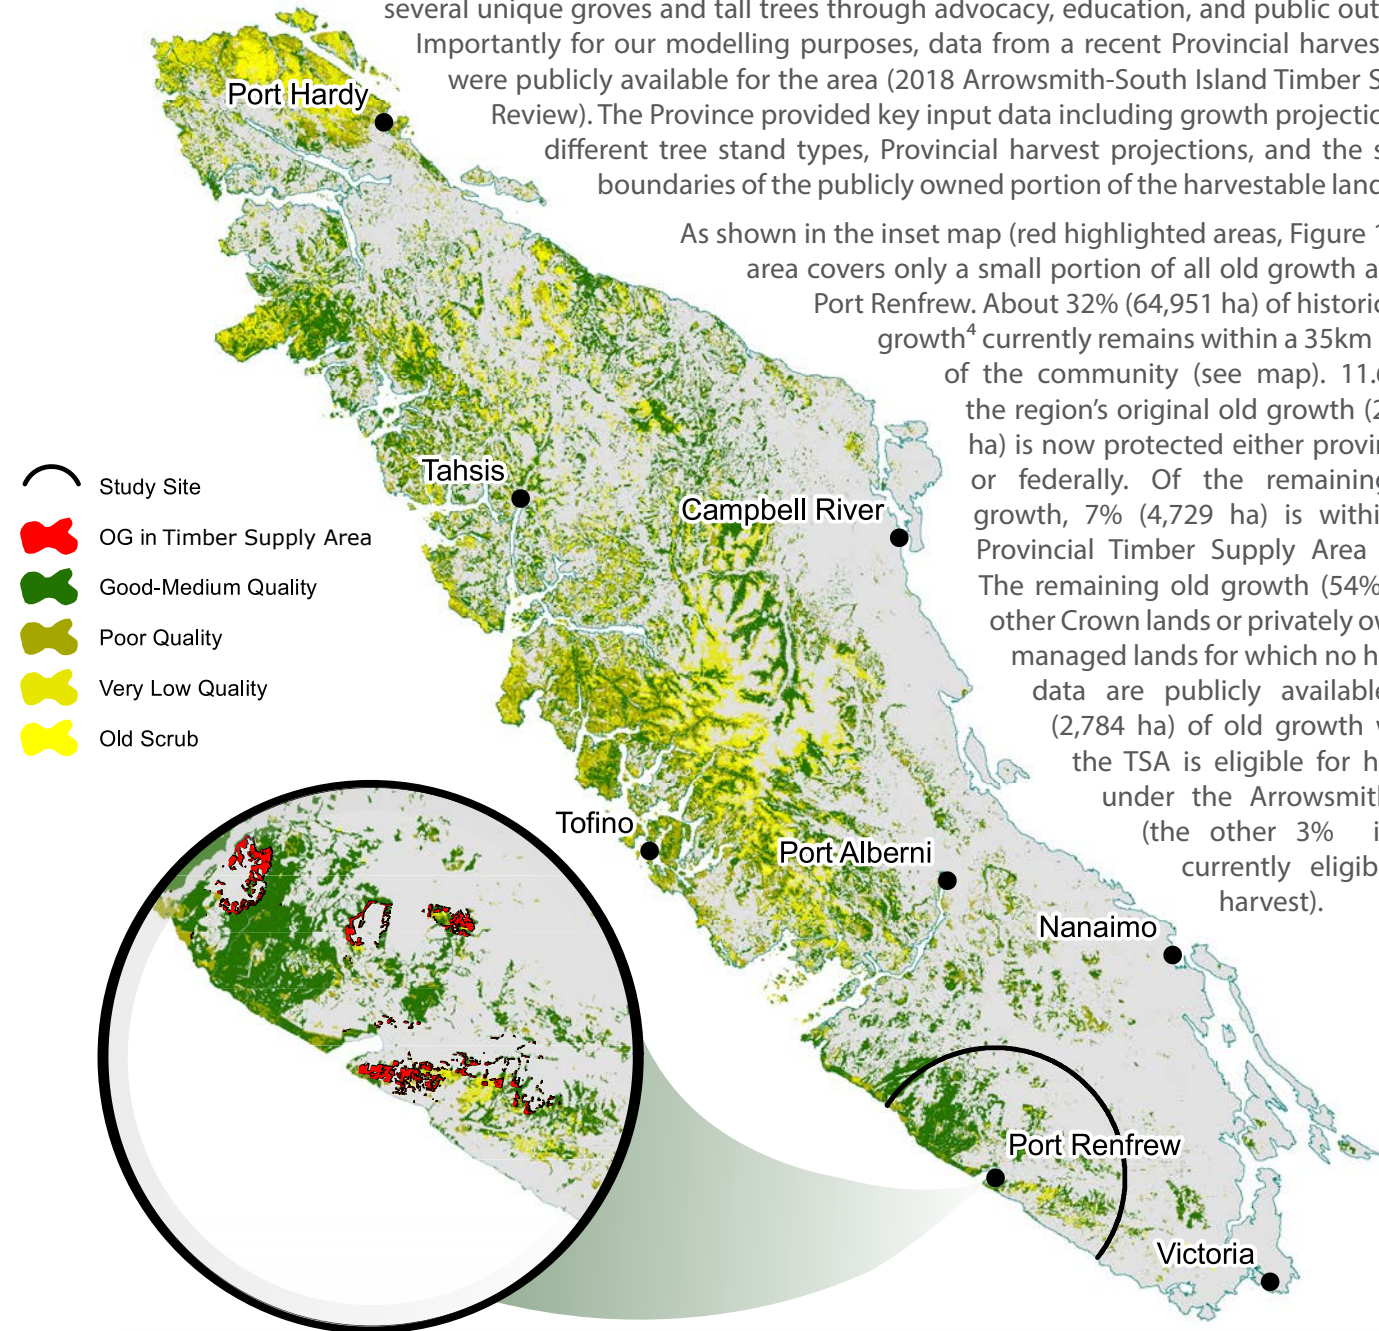 several unique groves and tall trees through advocacy, education, and public out
Importantly for our modelling purposes, data from a recent Provincial harves
were publicly available for the area (2018 Arrowsmith-South Island Timber S
Review). The Province provided key input data including growth projectio
different tree stand types, Provincial harvest projections, and the s
boundaries of the publicly owned portion of the harvestable land
As shown in the inset map (red highlighted areas, Figure 1
area covers only a small portion of all old growth a
Port Renfrew. About 32% (64,951 ha) of historic
growth⁴ currently remains within a 35km
of the community (see map). 11.
the region's original old growth (2
ha) is now protected either provin
or federally. Of the remaining
growth, 7% (4,729 ha) is withi
Provincial Timber Supply Area
The remaining old growth (54%
other Crown lands or privately ow
managed lands for which no h
data are publicly available
(2,784 ha) of old growth w
the TSA is eligible for h
under the Arrowsmith
(the other 3% i
currently eligib
harvest).
Port Hardy
Tahsis
Campbell River
Tofino
Port Alberni
Nanaimo
Port Renfrew
Victoria
Study Site
OG in Timber Supply Area
Good-Medium Quality
Poor Quality
Very Low Quality
Old Scrub